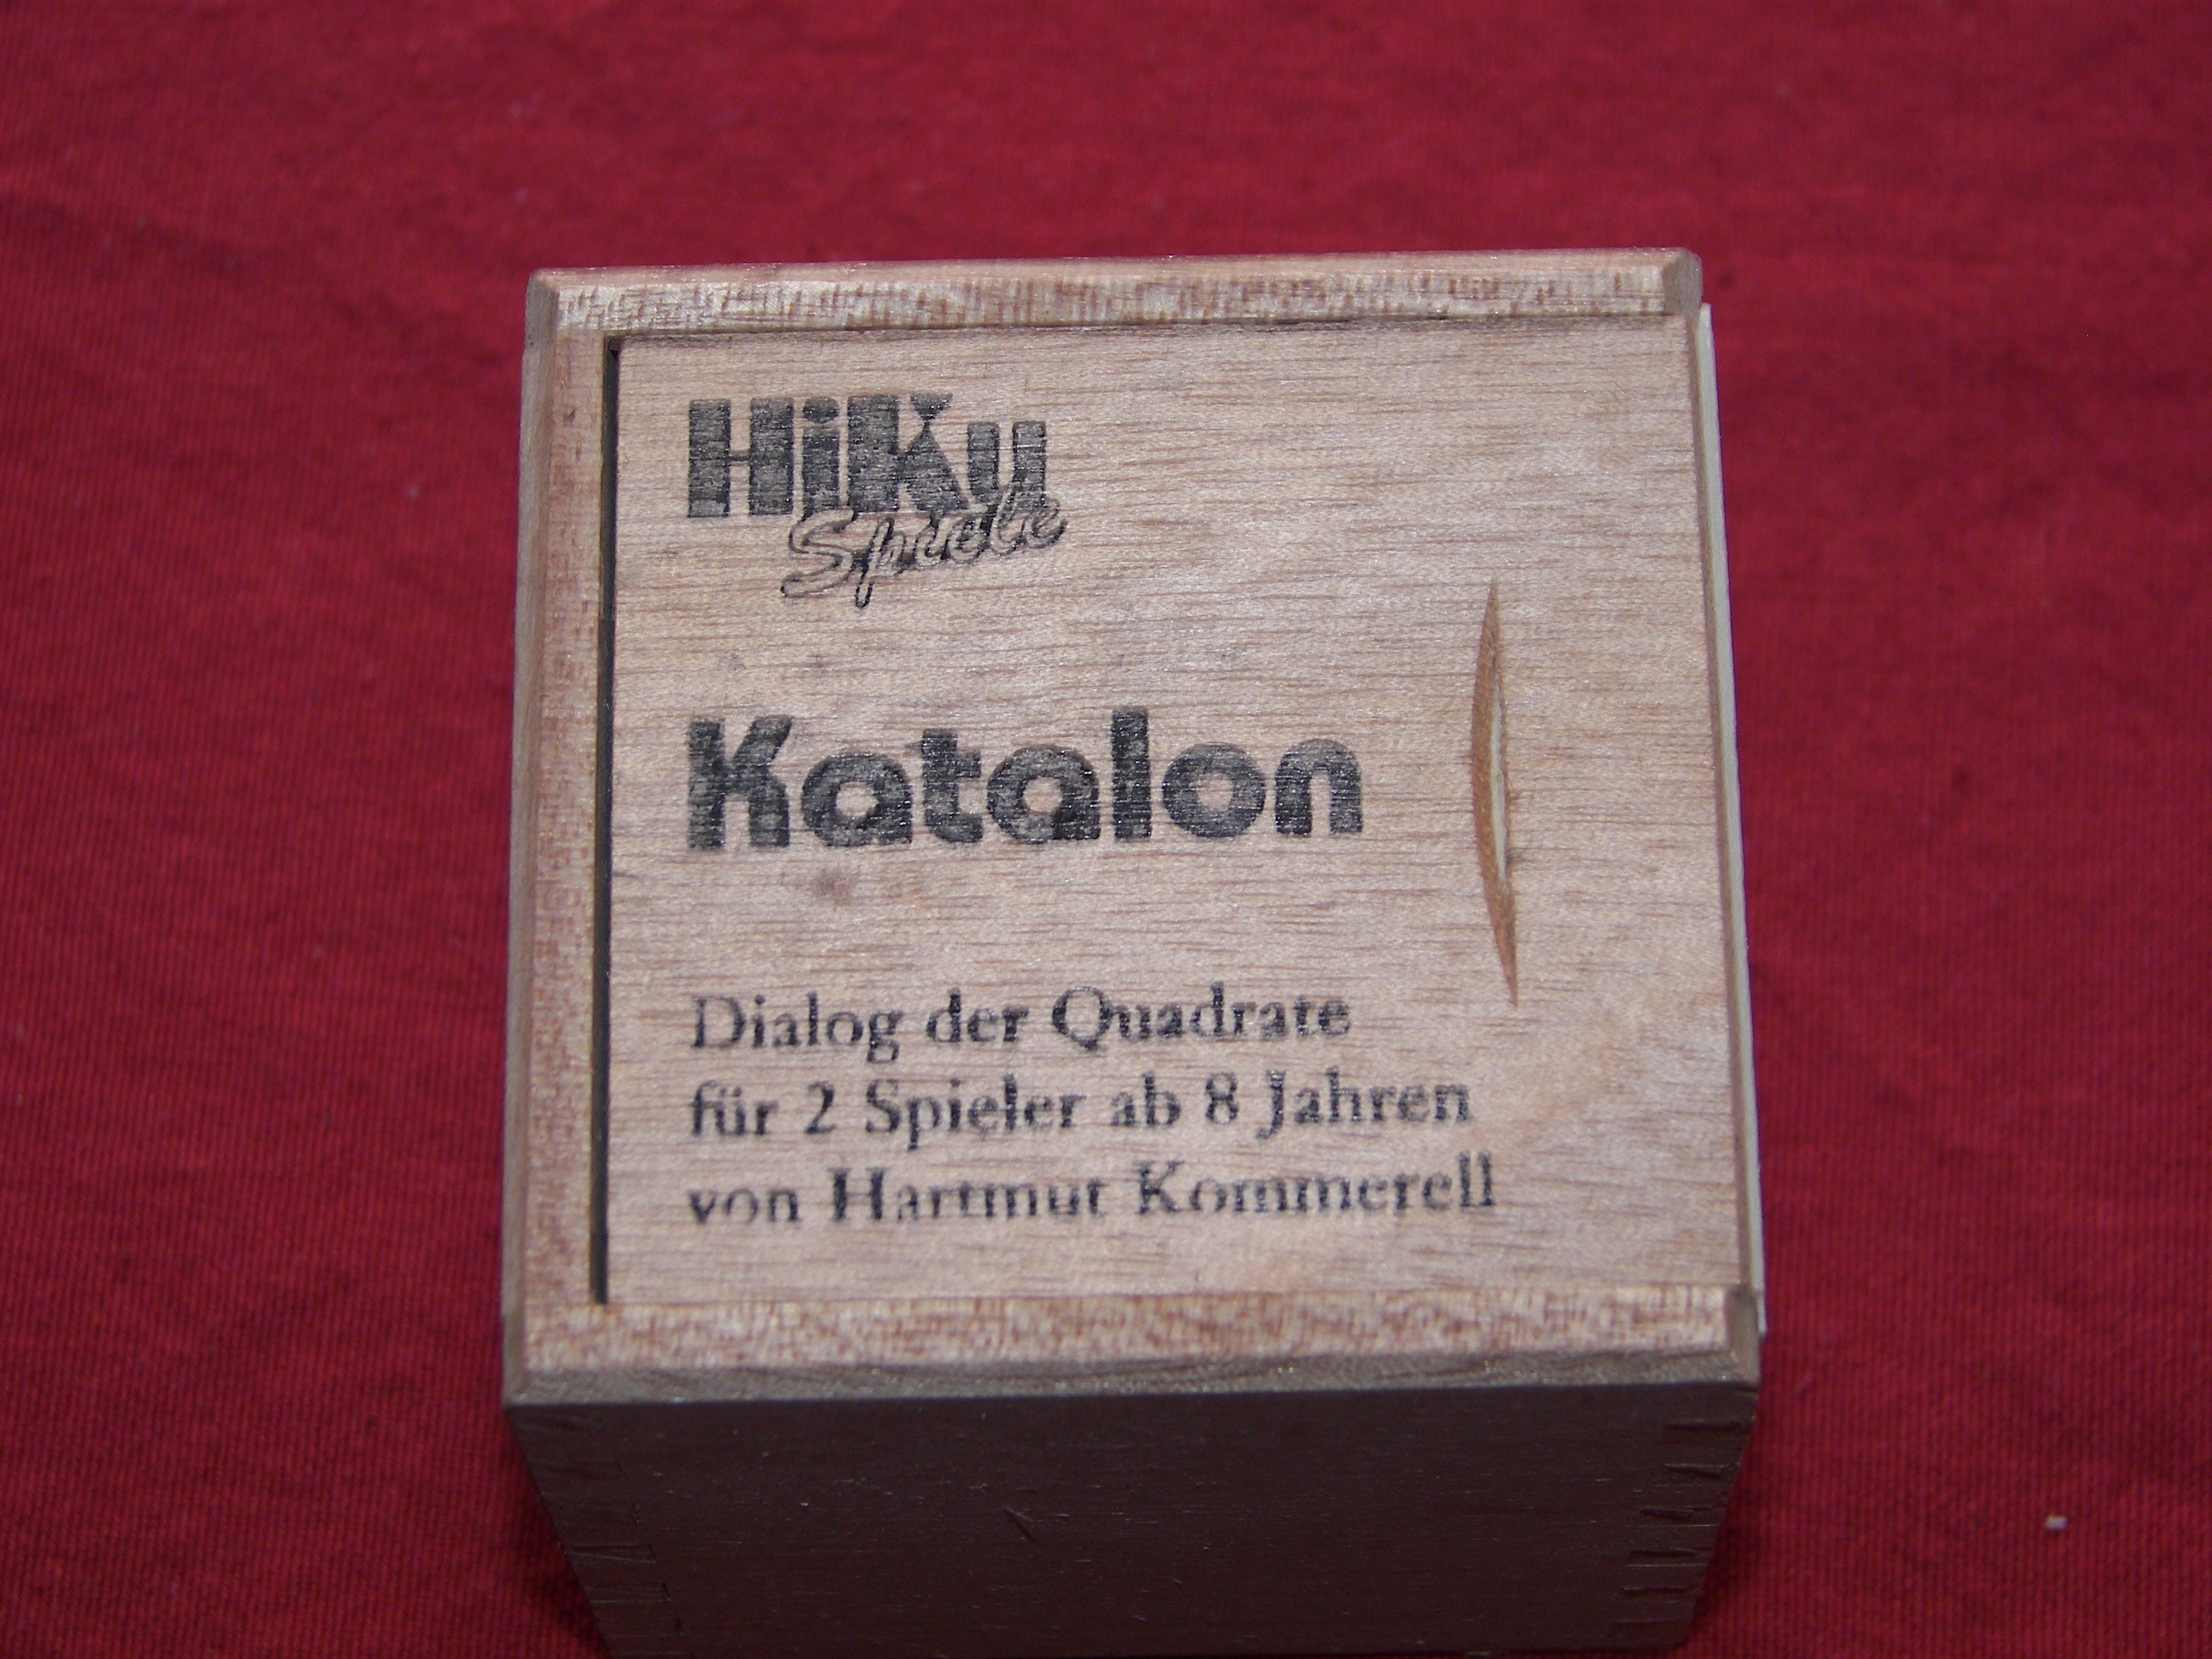 HiKu
Spiele
Katalon
Dialog der Quadrate
für 2 Spieler ab 8 Jahren
von Hartmut Kommerell